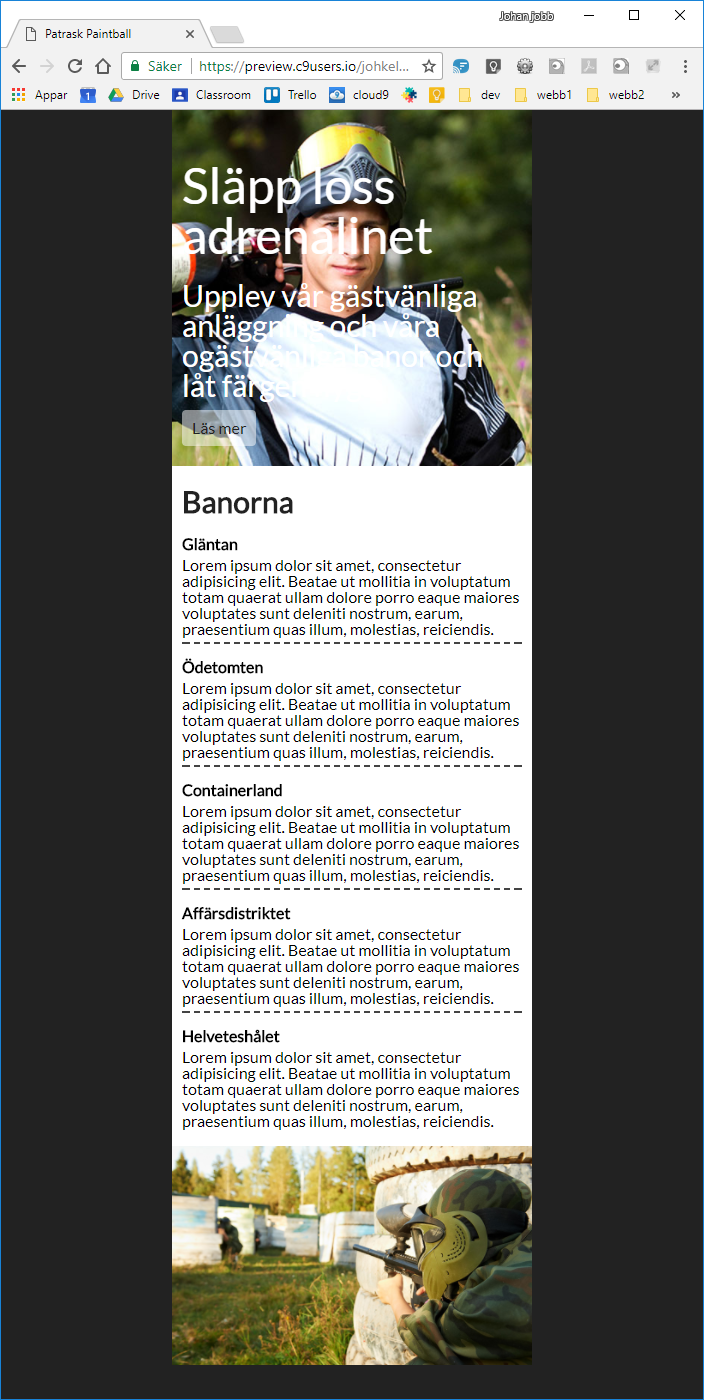 Johan jobb
Patrask Paintball
Säker
https://preview.c9users.io/johkel...
Appar
1
Drive
Classroom
Trello
cloud9
dev
webb1
webb2
»
Släpp loss
adrenalinet
Upplev vår gästvänliga
anläggning och våra
ogästvänliga banor och
låt
Läs mer
Banorna
Gläntan
Lorem ipsum dolor sit amet, consectetur
adipisicing elit. Beatae ut mollitia in voluptatum
totam quaerat ullam dolore porro eaque maiores
voluptates sunt deleniti nostrum, earum,
praesentium quas illum, molestias, reiciendis.
Ödetomten
Lorem ipsum dolor sit amet, consectetur
adipisicing elit. Beatae ut mollitia in voluptatum
totam quaerat ullam dolore porro eaque maiores
voluptates sunt deleniti nostrum, earum,
praesentium quas illum, molestias, reiciendis.
Containerland
Lorem ipsum dolor sit amet, consectetur
adipisicing elit. Beatae ut mollitia in voluptatum
totam quaerat ullam dolore porro eaque maiores
voluptates sunt deleniti nostrum, earum,
praesentium quas illum, molestias, reiciendis.
Affärsdistriktet
Lorem ipsum dolor sit amet, consectetur
adipisicing elit. Beatae ut mollitia in voluptatum
totam quaerat ullam dolore porro eaque maiores
voluptates sunt deleniti nostrum, earum,
praesentium quas illum, molestias, reiciendis.
Helveteshålet
Lorem ipsum dolor sit amet, consectetur
adipisicing elit. Beatae ut mollitia in voluptatum
totam quaerat ullam dolore porro eaque maiores
voluptates sunt deleniti nostrum, earum,
praesentium quas illum, molestias, reiciendis.